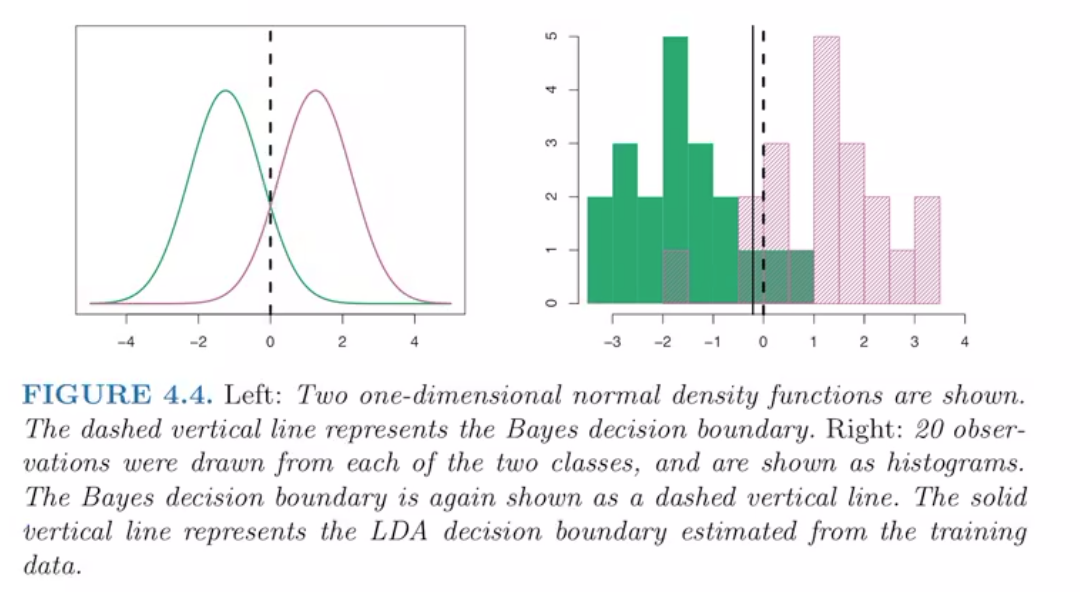 −4 −2 0 2 4
5
4
3
2
1
0
−3 −2 −1 0 1 2 3 4
FIGURE 4.4. Left: Two one-dimensional normal density functions are shown.
The dashed vertical line represents the Bayes decision boundary. Right: 20 obser-
vations were drawn from each of the two classes, and are shown as histograms.
The Bayes decision boundary is again shown as a dashed vertical line. The solid
vertical line represents the LDA decision boundary estimated from the training
data.